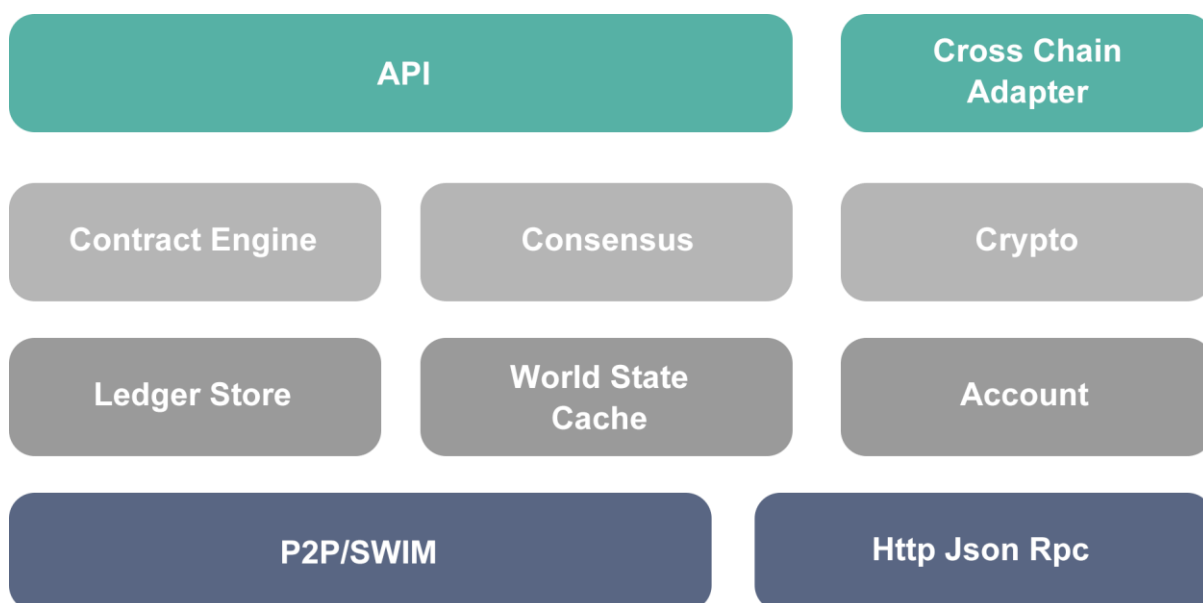 API
Cross Chain
Adapter
Contract Engine
Consensus
Crypto
Ledger Store
World State
Cache
Account
P2P/SWIM
Http Json Rpc